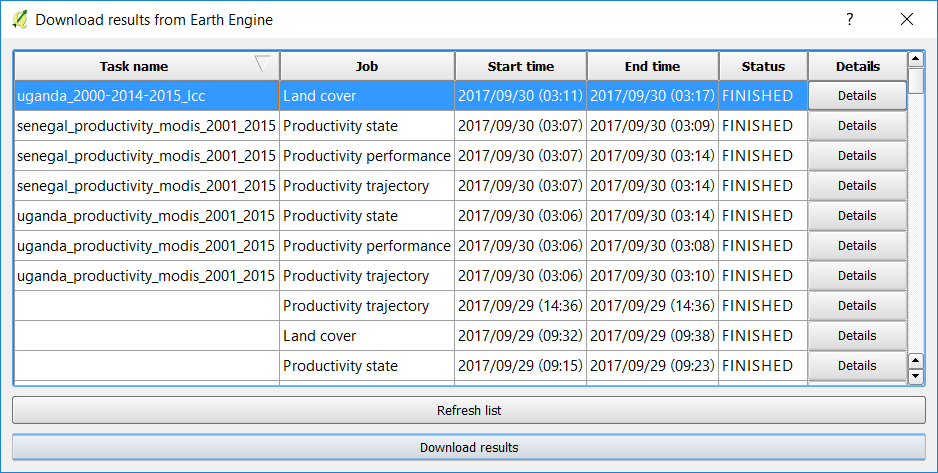 Download results from Earth Engine
Task name Job Start time End time Status Details
uganda_2000-2014-2015_lcc Land cover 2017/09/30 (03:11) 2017/09/30 (03:17) FINISHED Details
senegal_productivity_modis_2001_2015 Productivity state 2017/09/30 (03:07) 2017/09/30 (03:09) FINISHED Details
senegal_productivity_modis_2001_2015 Productivity performance 2017/09/30 (03:07) 2017/09/30 (03:14) FINISHED Details
senegal_productivity_modis_2001_2015 Productivity trajectory 2017/09/30 (03:07) 2017/09/30 (03:14) FINISHED Details
uganda_productivity_modis_2001_2015 Productivity state 2017/09/30 (03:06) 2017/09/30 (03:14) FINISHED Details
uganda_productivity_modis_2001_2015 Productivity performance 2017/09/30 (03:06) 2017/09/30 (03:08) FINISHED Details
uganda_productivity_modis_2001_2015 Productivity trajectory 2017/09/30 (03:06) 2017/09/30 (03:10) FINISHED Details
Productivity trajectory 2017/09/29 (14:36) 2017/09/29 (14:36) FINISHED Details
Land cover 2017/09/29 (09:32) 2017/09/29 (09:38) FINISHED Details
Productivity state 2017/09/29 (09:15) 2017/09/29 (09:23) FINISHED Details
Refresh list
Download results